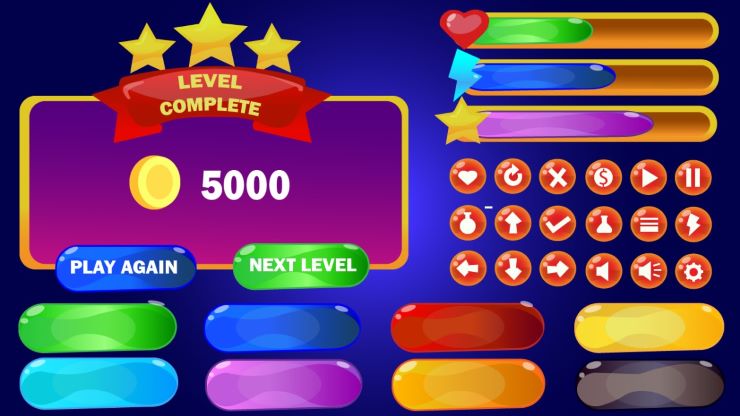 LEVEL
COMPLETE
5000
PLAY AGAIN
NEXT LEVEL